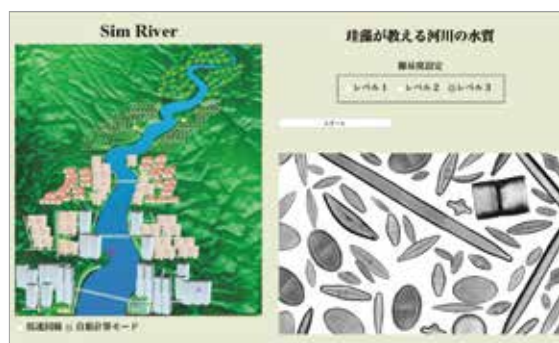 Sim River
珪藻が教える河川の水質
難易度設定
レベル1 レベル2 レベル3
スタート
自動計算モード